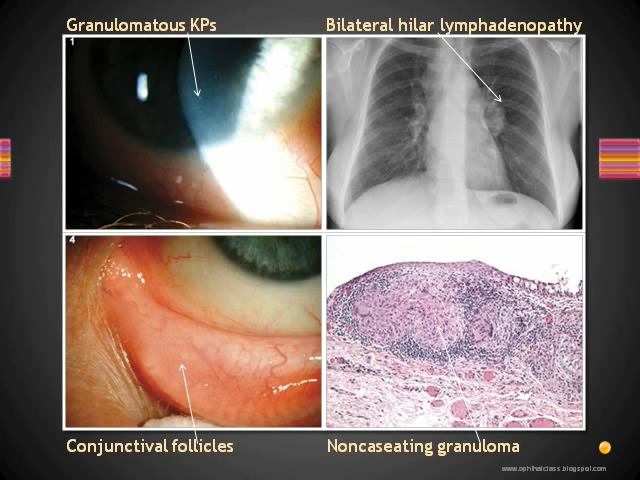 Granulomatous KPs
Bilateral hilar lymphadenopathy
1
4
Conjunctival follicles
Noncaseating granuloma
www.ophthalclass.blogspot.com